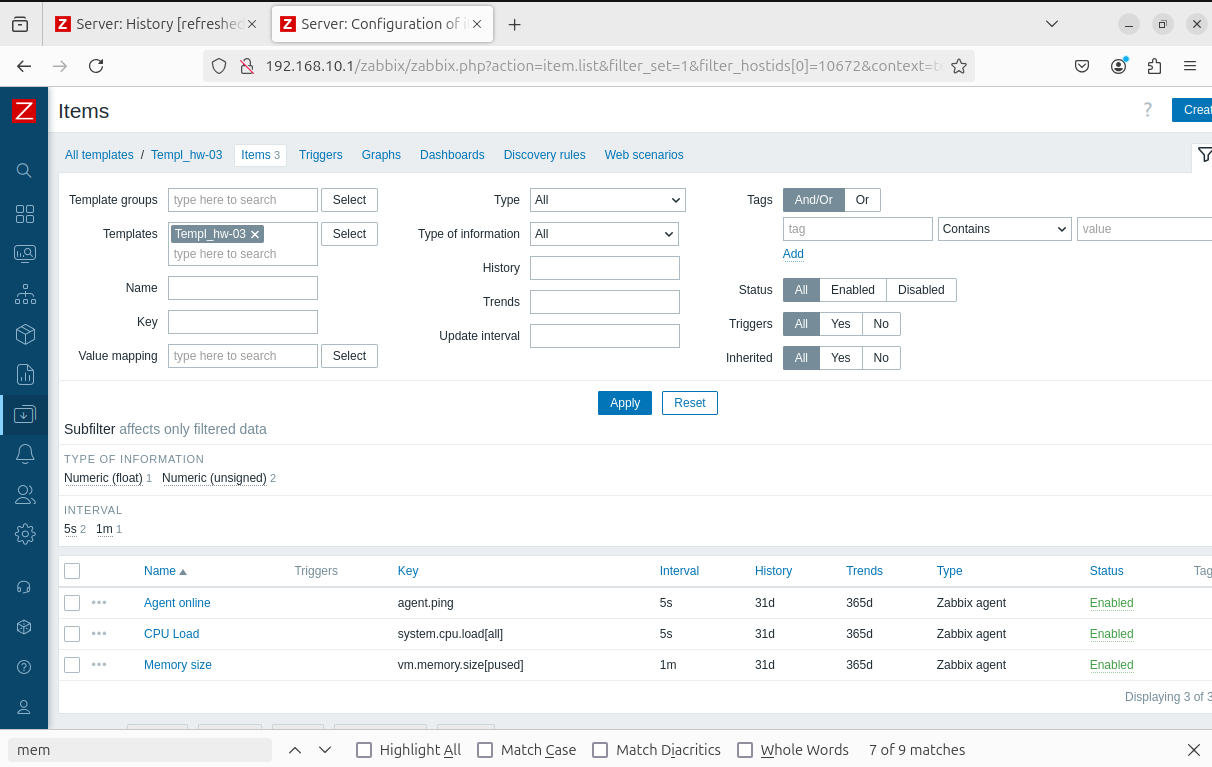 Z Server: History [refreshed
Z Server: Configuration of i
192.168.10.1/zabbix/zabbix.php?action=item.list&filter_set=1&filter_hostids[0]=10672&context=t
Z
Items
?
Creat
All templates / Templ_hw-03 Items 3 Triggers Graphs Dashboards Discovery rules Web scenarios
Template groups type here to search Select Type All Tags And/Or Or
Templates Templ_hw-03 Select Type of information All tag Contains value
type here to search
History Add
Name Status All Enabled Disabled
Trends
Key Triggers All Yes No
Update interval
Value mapping type here to search Select Inherited All Yes No
Apply Reset
Subfilter affects only filtered data
TYPE OF INFORMATION
Numeric (float) 1 Numeric (unsigned) 2
INTERVAL
5s 2 1m 1
Name Triggers Key Interval History Trends Type Status Tag
Agent online agent.ping 5s 31d 365d Zabbix agent Enabled
CPU Load system.cpu.load[all] 5s 31d 365d Zabbix agent Enabled
Memory size vm.memory.size[pused] 1m 31d 365d Zabbix agent Enabled
Displaying 3 of 3
mem Highlight All Match Case Match Diacritics Whole Words 7 of 9 matches